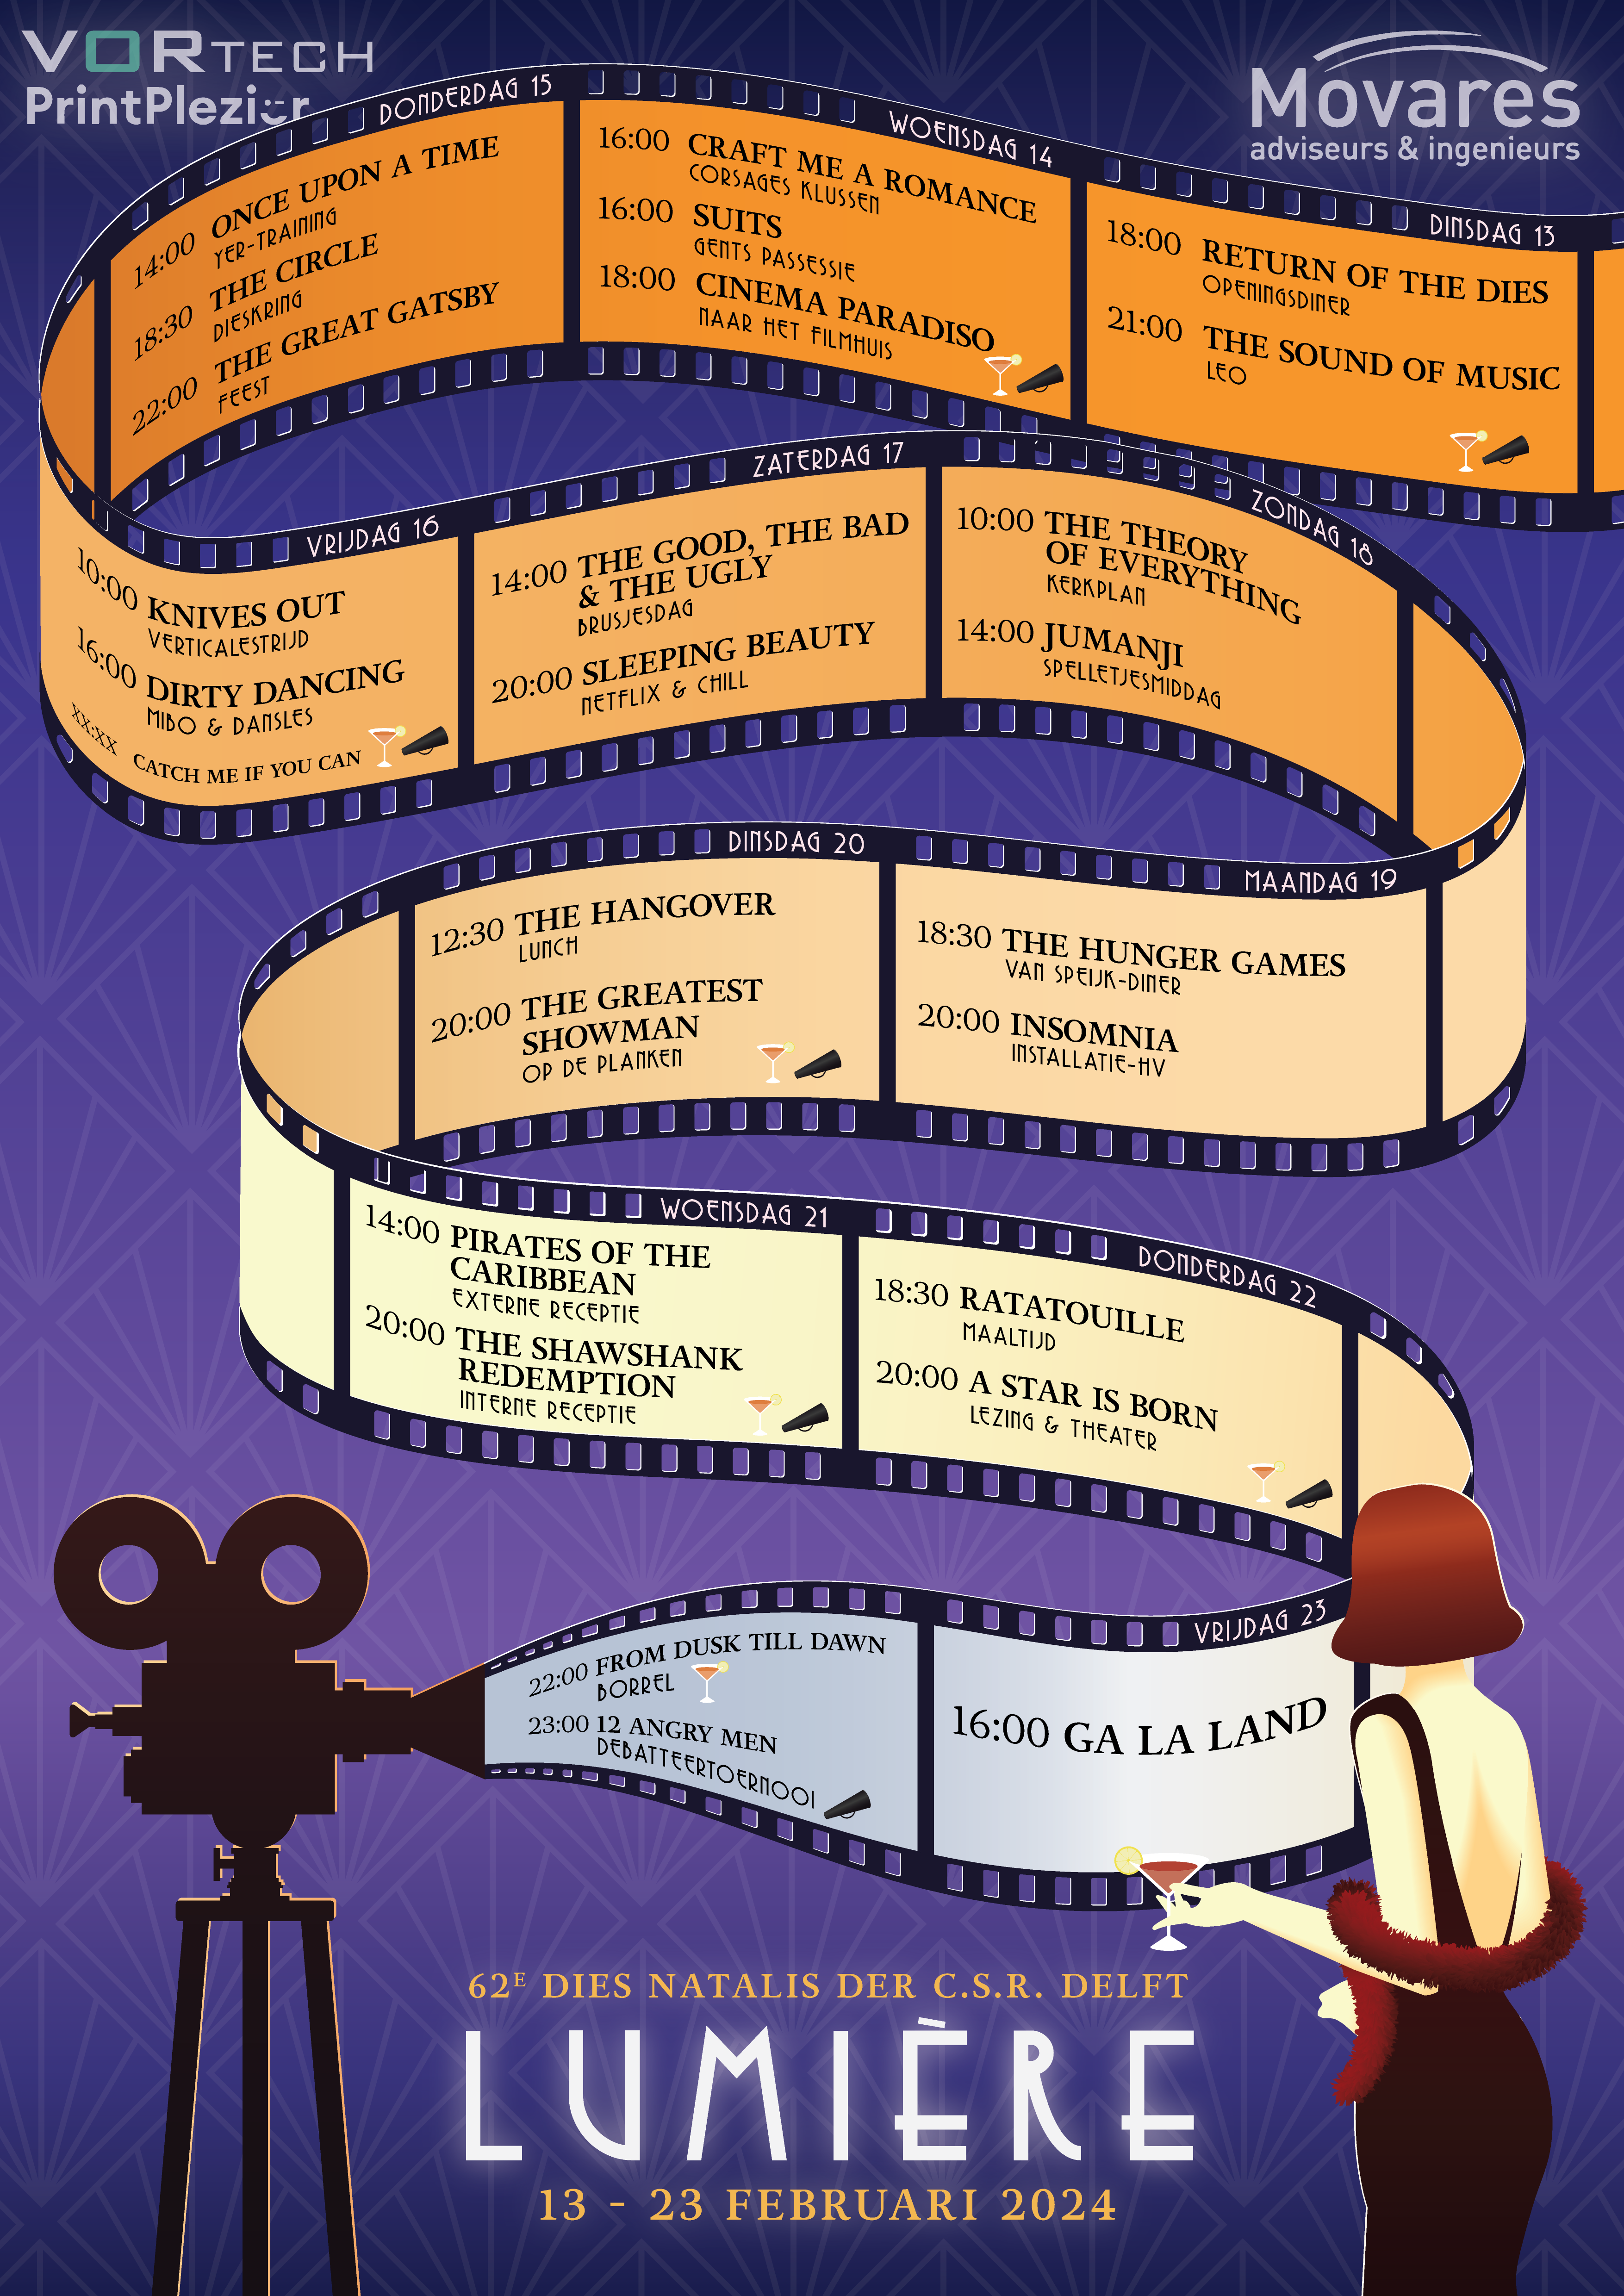 VORTECH
PrintPlezier
Movares
adviseurs & ingenieurs
DINSDAG 13
18:00 RETURN OF THE DIES
OPENINGSDINER
21:00 THE SOUND OF MUSIC
LEO
WOENSDAG 14
16:00 CRAFT ME A ROMANCE
CORSAGES KLUSSEN
16:00 SUITS
GENTS PASSESSIE
18:00 CINEMA PARADISO
NAAR HET FILMHUIS
DONDERDAG 15
14:00 ONCE UPON A TIME
YER-TRAINING
18:30 THE CIRCLE
DIESKRING
22:00 THE GREAT GATSBY
FEEST
VRIJDAG 16
10:00 KNIVES OUT
VERTICALESTRIJD
16:00 DIRTY DANCING
MIBO & DANSLES
XX:XX CATCH ME IF YOU CAN
ZATERDAG 17
14:00 THE GOOD, THE BAD
& THE UGLY
BRUSJESDAG
20:00 SLEEPING BEAUTY
NETFLIX & CHILL
ZONDAG 18
10:00 THE THEORY
OF EVERYTHING
KERKPLAN
14:00 JUMANJI
SPELLETJESMIDDAG
MAANDAG 19
18:30 THE HUNGER GAMES
VAN SPEIJK-DINER
20:00 INSOMNIA
INSTALLATIE-HV
DINSDAG 20
12:30 THE HANGOVER
LUNCH
20:00 THE GREATEST
SHOWMAN
OP DE PLANKEN
WOENSDAG 21
14:00 PIRATES OF THE
CARIBBEAN
EXTERNE RECEPTIE
20:00 THE SHAWSHANK
REDEMPTION
INTERNE RECEPTIE
DONDERDAG 22
18:30 RATATOUILLE
MAALTIJD
20:00 A STAR IS BORN
LEZING & THEATER
VRIJDAG 23
16:00 GA LA LAND
22:00 FROM DUSK TILL DAWN
BORREL
23:00 12 ANGRY MEN
DEBATTEERTOERNOOI
62E DIES NATALIS DER C.S.R. DELFT
LUMIÈRE
13 - 23 FEBRUARI 2024